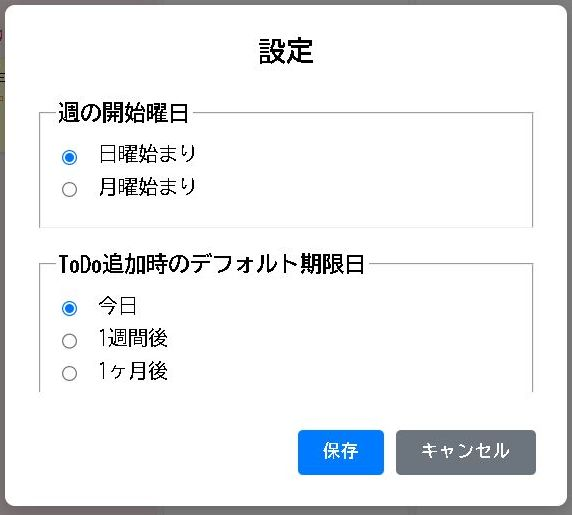 設定
週の開始曜日
日曜始まり
月曜始まり
ToDo追加時のデフォルト期限日
今日
1週間後
1ヶ月後
保存 キャンセル